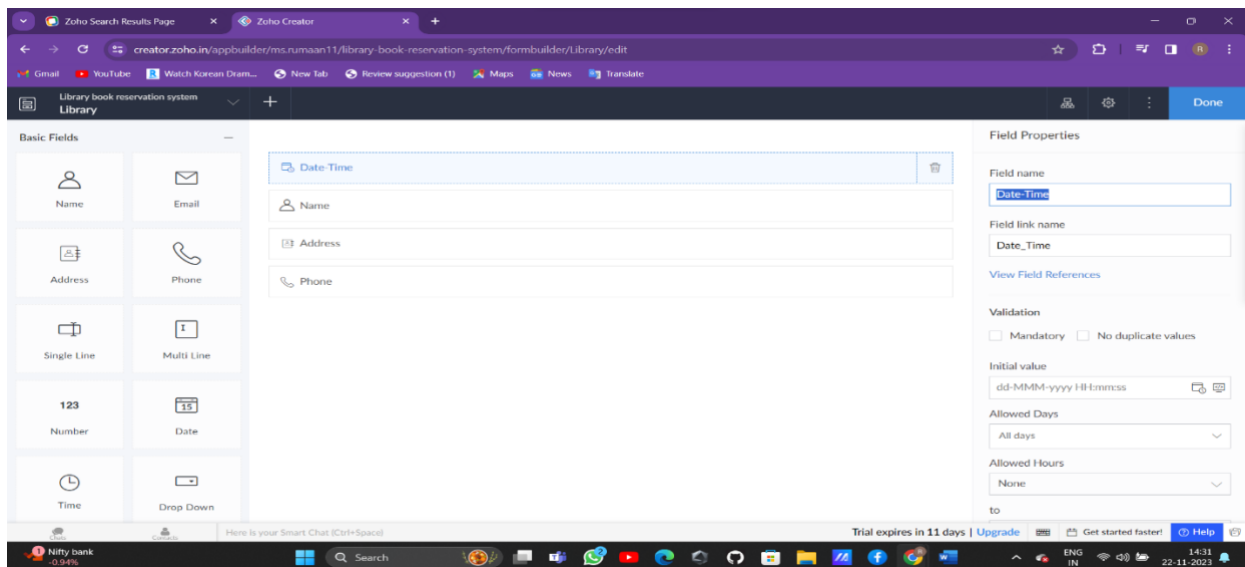 Zoho Search Results Page
Zoho Creator
creator.zoho.in/appbuilder/ms.rumaan11/library-book-reservation-system/formbuilder/Library/edit
R
Gmail YouTube Watch Korean Dram... New Tab Review suggestion (1) Maps News Translate
Library book reservation system
Library
Done
Basic Fields
Name Email
Address Phone
Single Line Multi Line
123 15
Number Date
Time Drop Down
Date-Time
Name
Address
Phone
Field Properties
Field name
Date-Time
Field link name
Date_Time
View Field References
Validation
Mandatory No duplicate values
Initial value
dd-MMM-yyyy HH:mm:ss
Allowed Days
All days
Allowed Hours
None
to
Chats Contacts Here is your Smart Chat (Ctrl+Space) Trial expires in 11 days | Upgrade Get started faster! Help
1 Nifty bank
-0.94%
Search
ENG
IN
14:31
22-11-2023